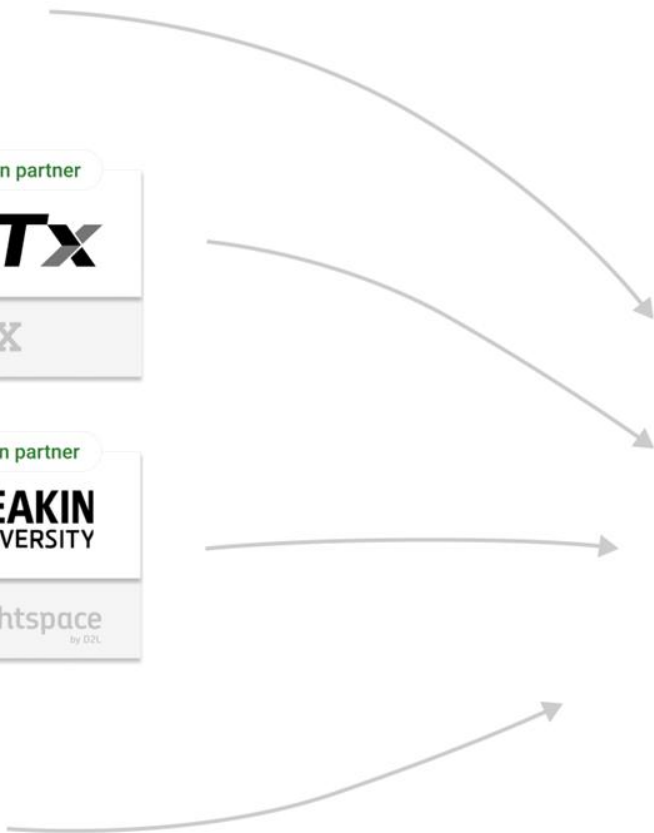 n partner
Tx
X
n partner
EAKIN
VERSITY
htspace
by D2L